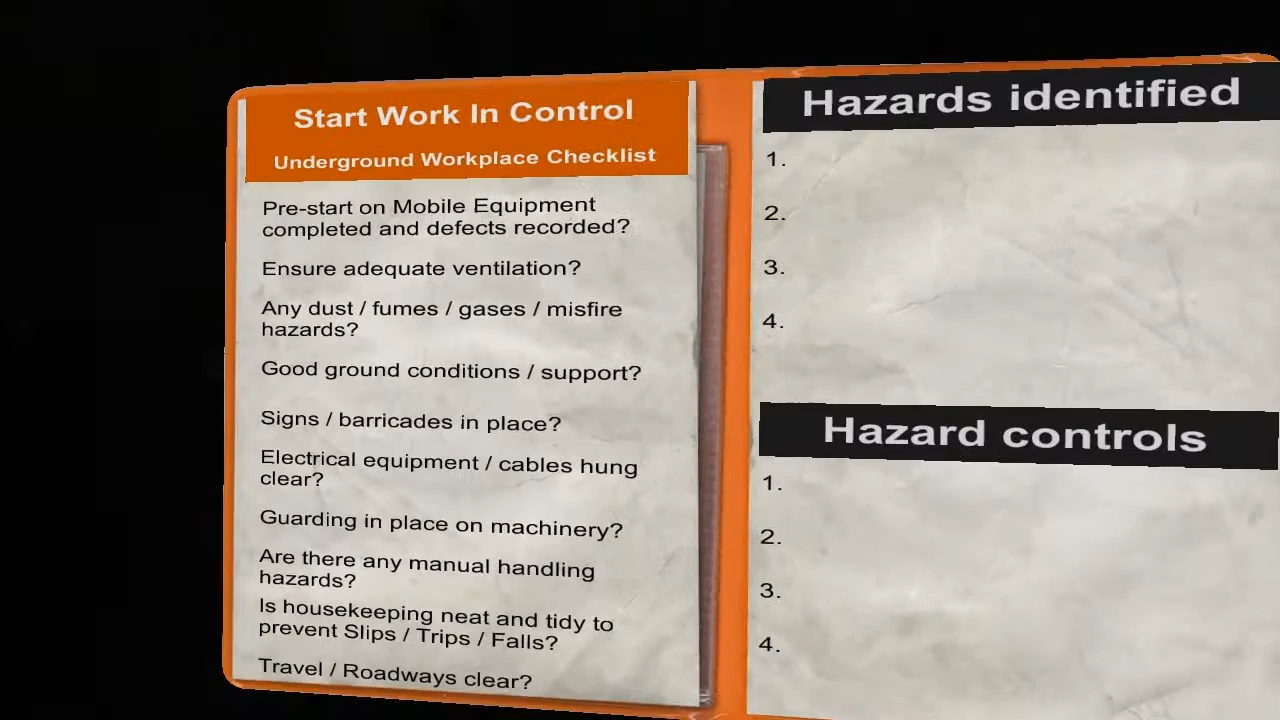 Start Work In Control
Underground Workplace Checklist
Pre-start on Mobile Equipment
completed and defects recorded?
Ensure adequate ventilation?
Any dust / fumes / gases / misfire
hazards?
Good ground conditions / support?
Signs / barricades in place?
Electrical equipment / cables hung
clear?
Guarding in place on machinery?
Are there any manual handling
hazards?
Is housekeeping neat and tidy to
prevent Slips / Trips / Falls?
Travel / Roadways clear?
Hazards identified
1.
2.
3.
4.
Hazard controls
1.
2.
3.
4.